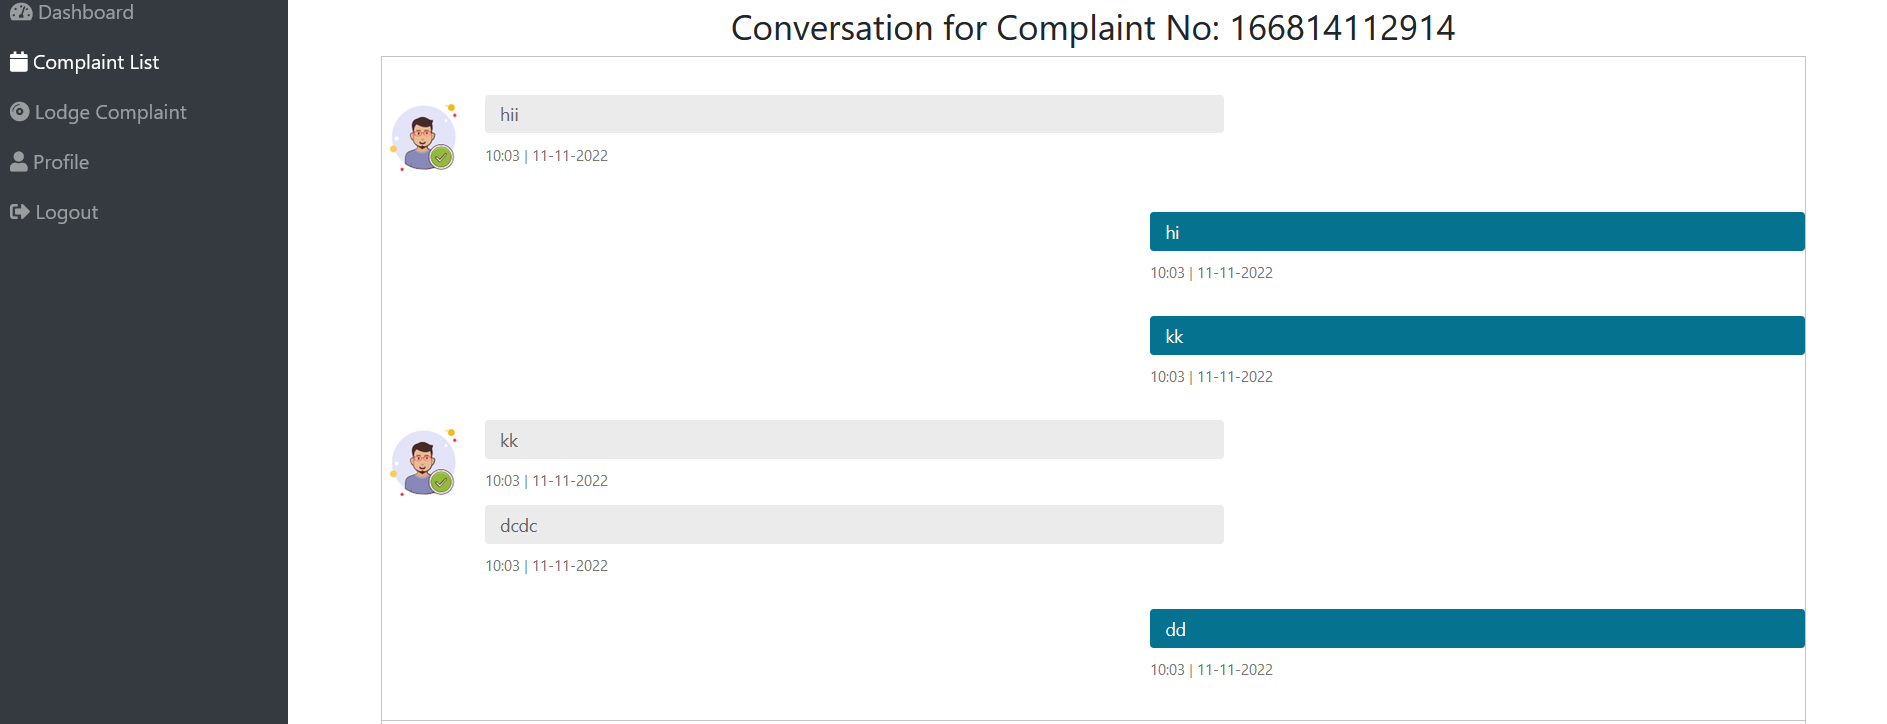 Dashboard
Complaint List
Lodge Complaint
Profile
Logout
Conversation for Complaint No: 166814112914
hii
10:03 | 11-11-2022
hi
10:03 | 11-11-2022
kk
10:03 | 11-11-2022
kk
10:03 | 11-11-2022
dcdc
10:03 | 11-11-2022
dd
10:03 | 11-11-2022